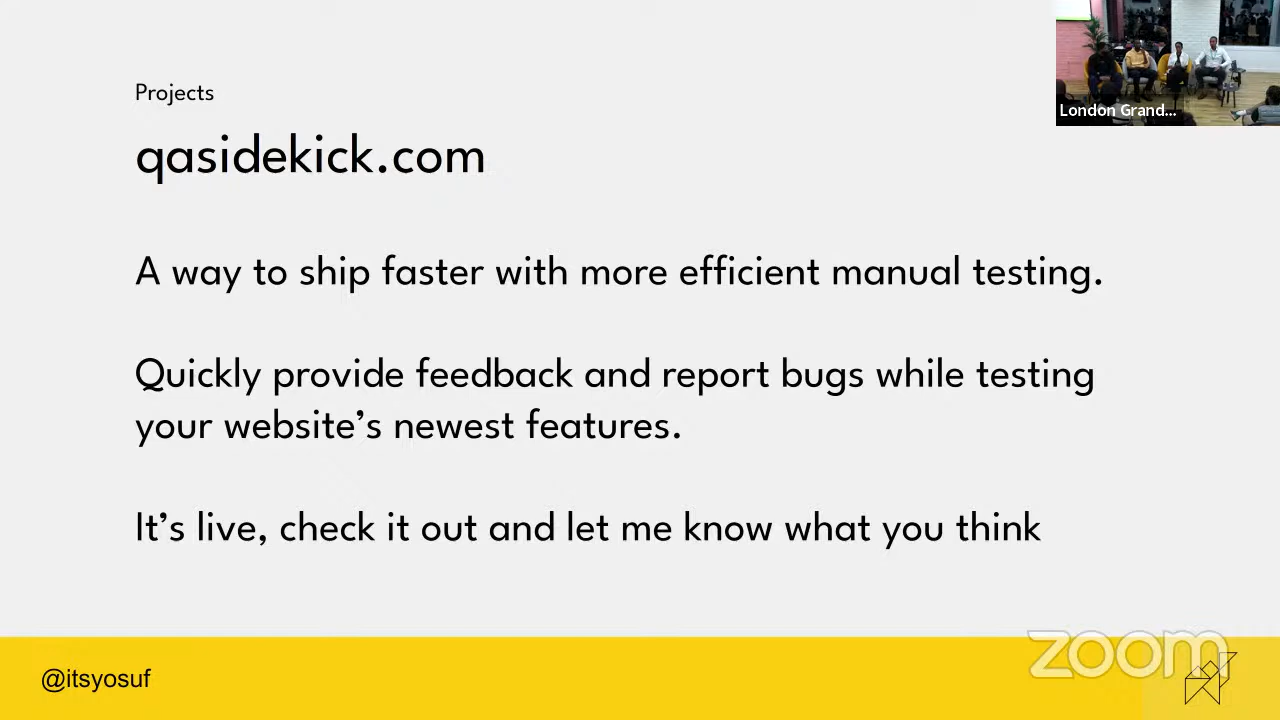 Projects
qasidekick.com
A way to ship faster with more efficient manual testing.
Quickly provide feedback and report bugs while testing
your website’s newest features.
It’s live, check it out and let me know what you think
London Grand...
@itsyosuf
zoom